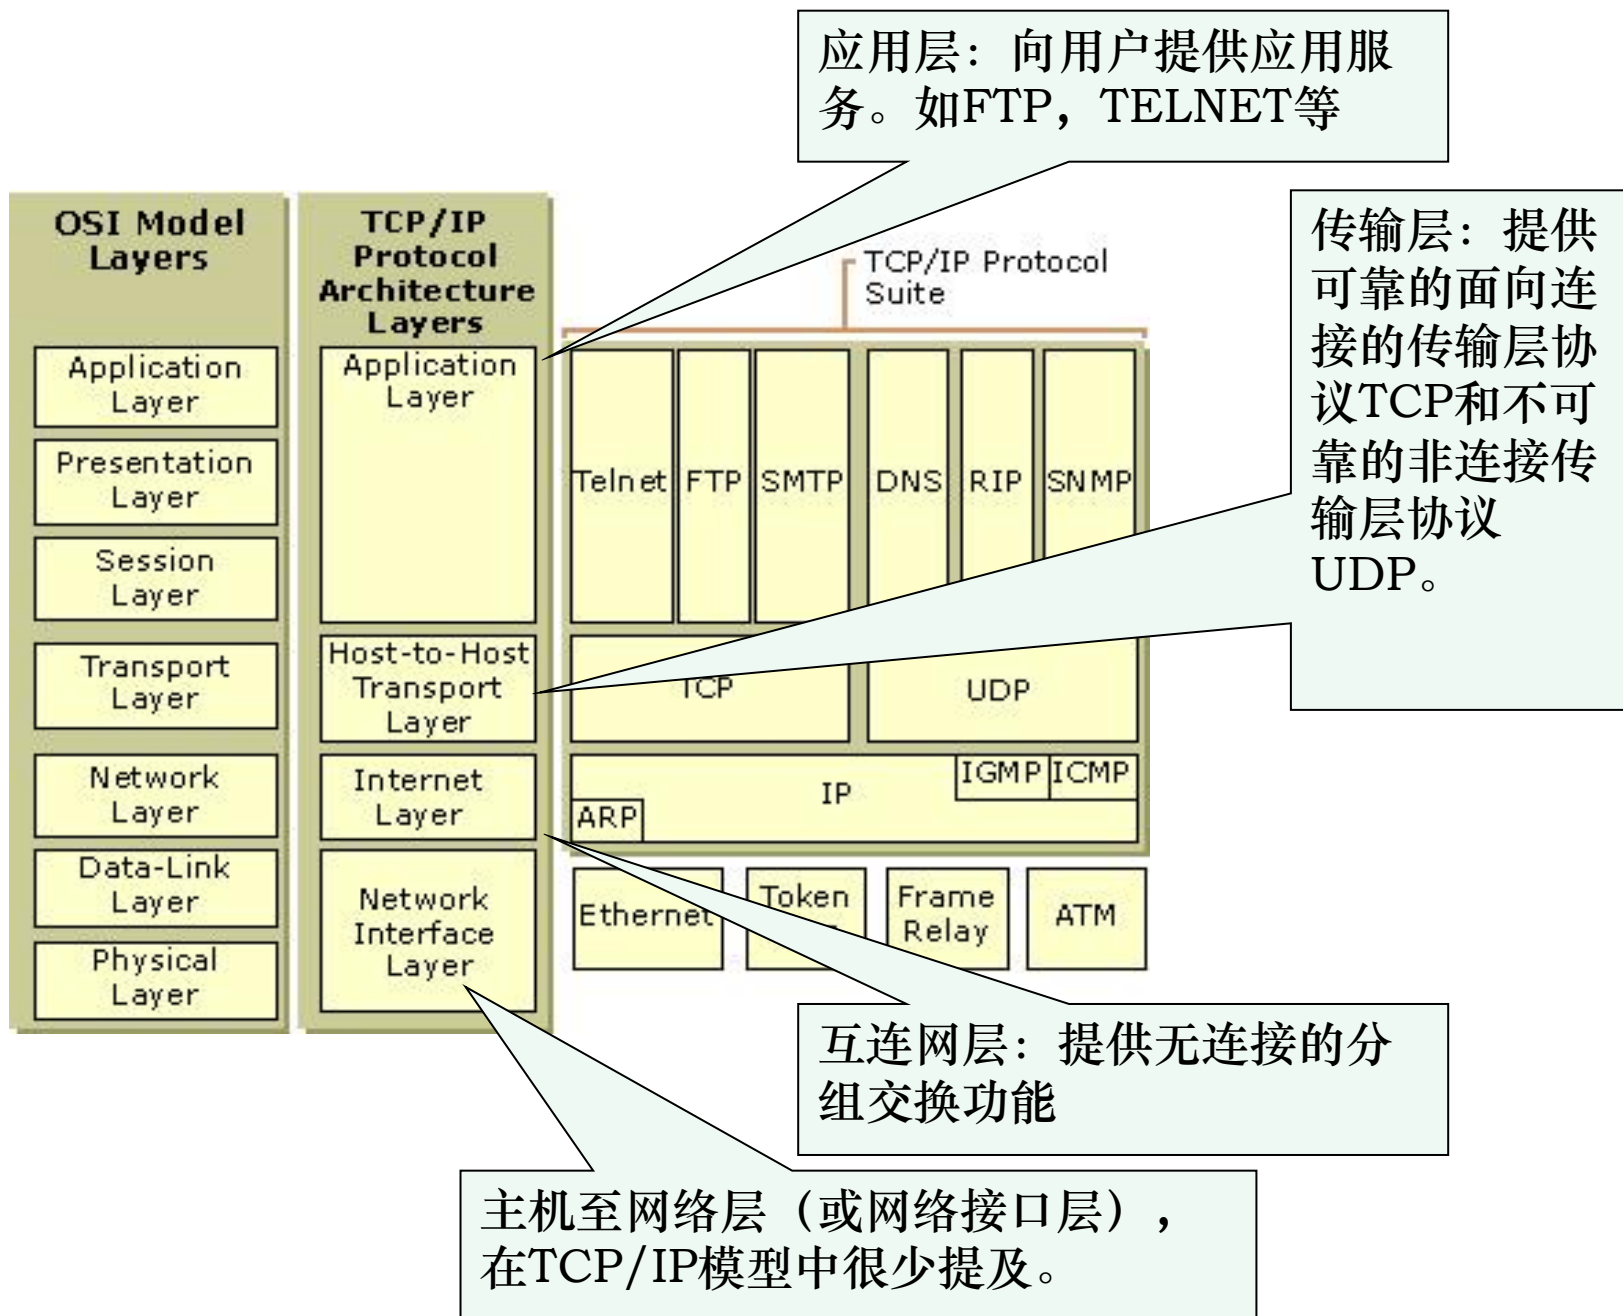 应用层：向用户提供应用服
务。如FTP，TELNET等
OSI Model
Layers
TCP/IP
Protocol
Architecture
Layers
TCP/IP Protocol
Suite
传输层：提供
可靠的面向连
接的传输层协
议TCP和不可
靠的非连接传
输层协议
UDP。
Application
Layer
Presentation
Layer
Session
Layer
Transport
Layer
Network
Layer
Data-Link
Layer
Physical
Layer
Application
Layer
Host-to-Host
Transport
Layer
Internet
Layer
Network
Interface
Layer
Telnet
FTP
SMTP
DNS
RIP
SNMP
TCP
UDP
IP
IGMP
ICMP
ARP
Ethernet
Token
Frame
Relay
ATM
互连网层：提供无连接的分
组交换功能
主机至网络层（或网络接口层），
在TCP/IP模型中很少提及。